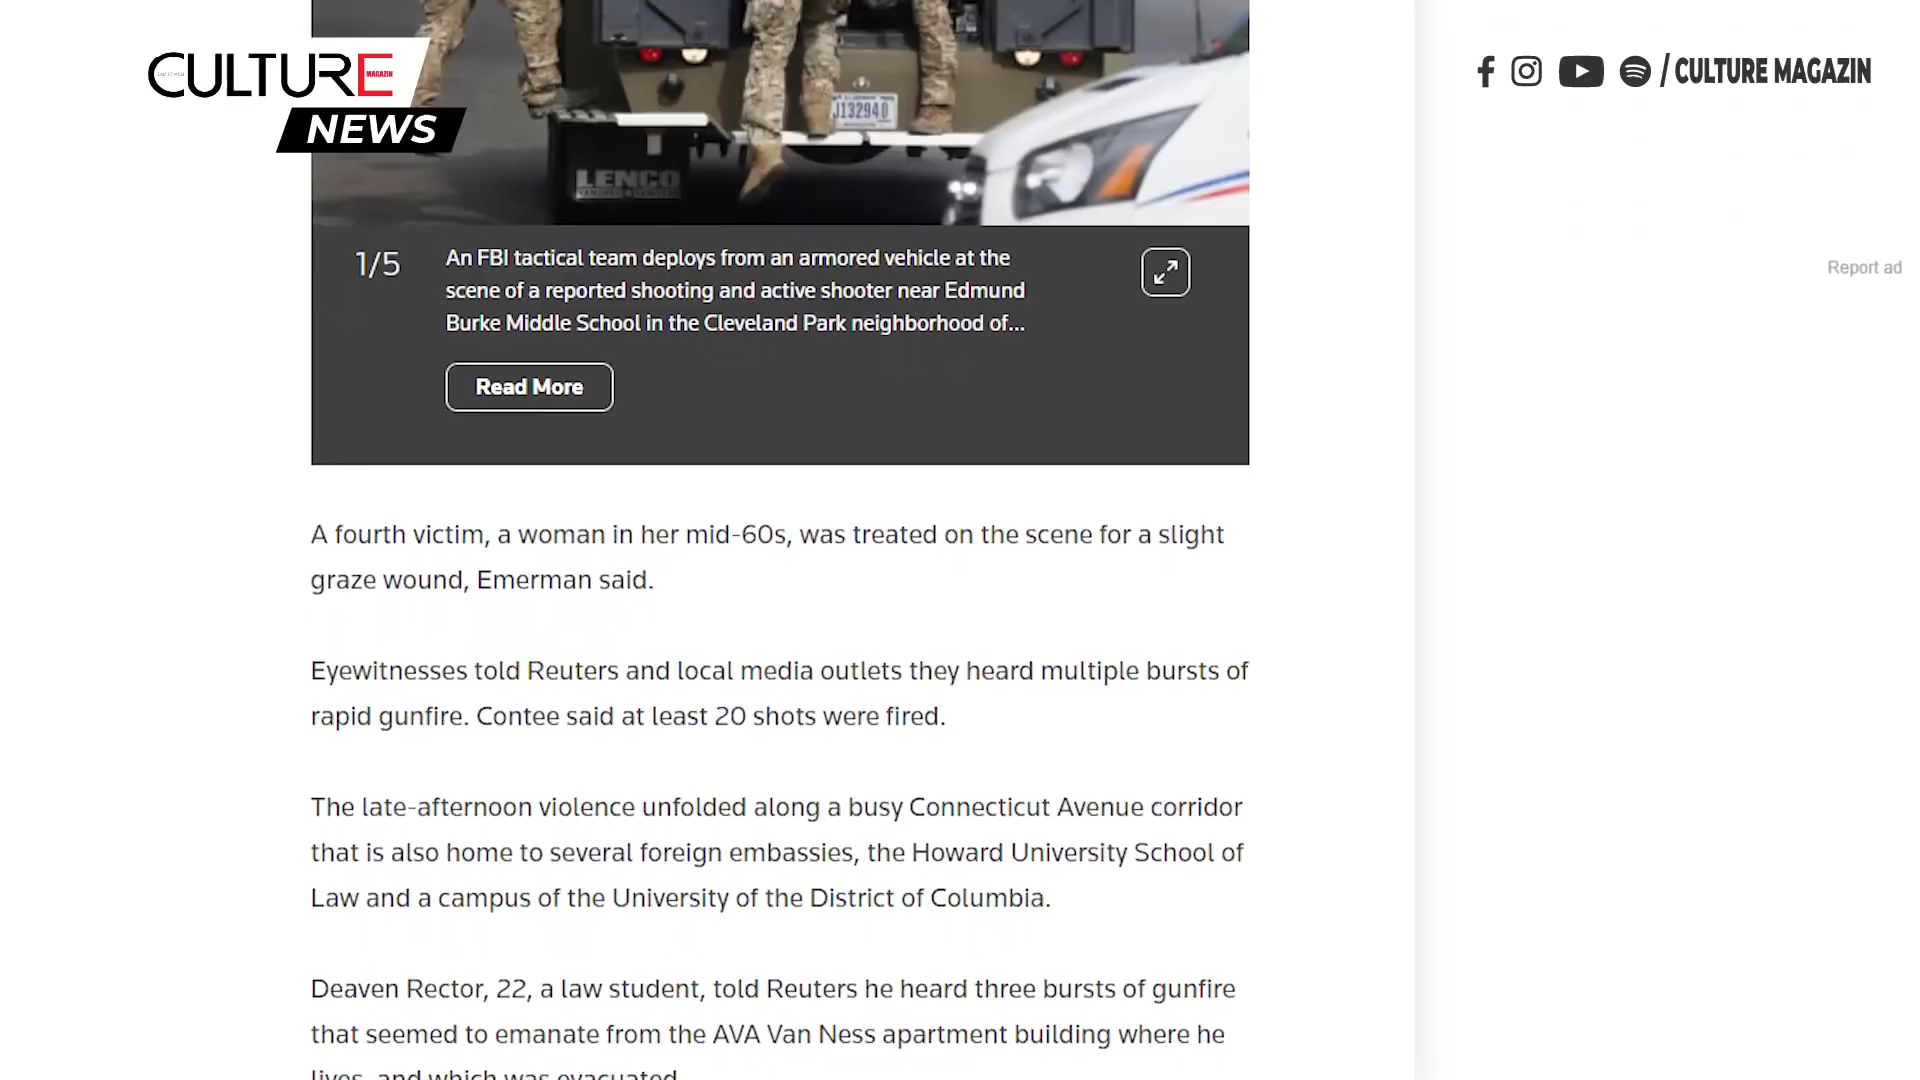 CULTURE
MAGAZIN
NEWS
/ CULTURE MAGAZIN
J132940
LENCO
Report ad
1/5
An FBI tactical team deploys from an armored vehicle at the
scene of a reported shooting and active shooter near Edmund
Burke Middle School in the Cleveland Park neighborhood of...
Read More
A fourth victim, a woman in her mid-60s, was treated on the scene for a slight
graze wound, Emerman said.
Eyewitnesses told Reuters and local media outlets they heard multiple bursts of
rapid gunfire. Contee said at least 20 shots were fired.
The late-afternoon violence unfolded along a busy Connecticut Avenue corridor
that is also home to several foreign embassies, the Howard University School of
Law and a campus of the University of the District of Columbia.
Deaven Rector, 22, a law student, told Reuters he heard three bursts of gunfire
that seemed to emanate from the AVA Van Ness apartment building where he
lives, and which was evacuated.